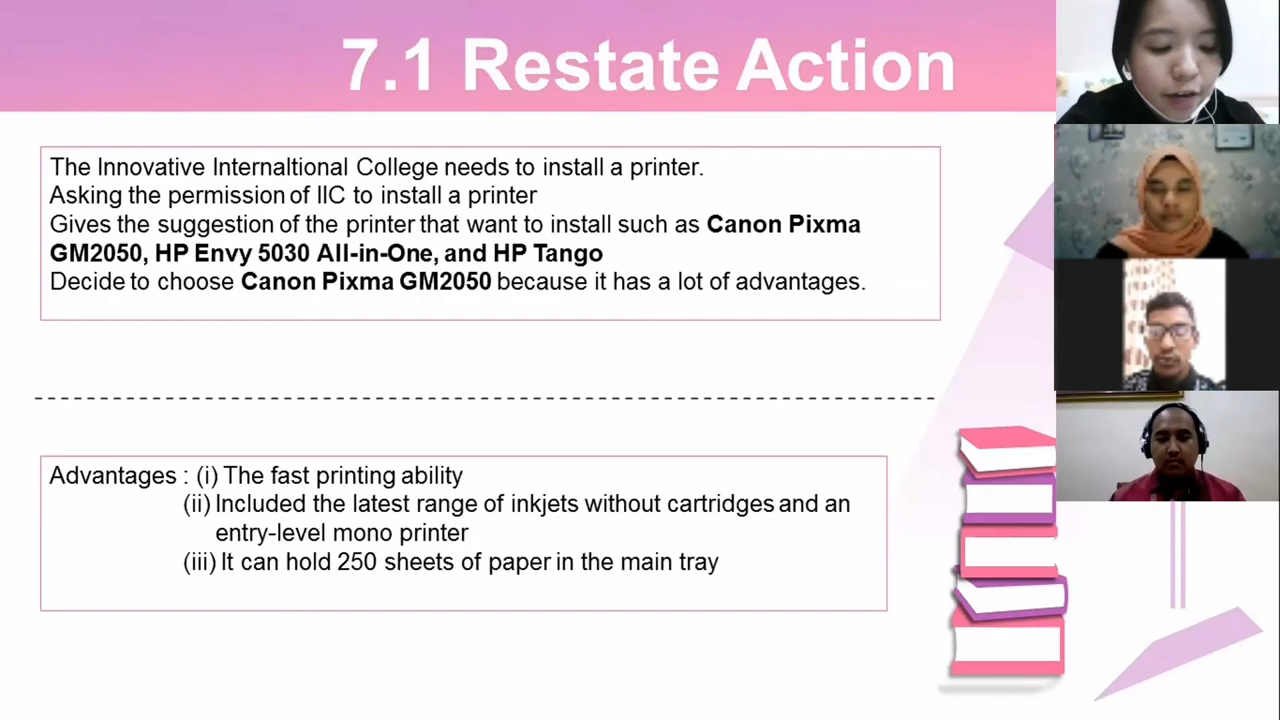 7.1 Restate Action
The Innovative Internaltional College needs to install a printer.
Asking the permission of IIC to install a printer
Gives the suggestion of the printer that want to install such as Canon Pixma
GM2050, HP Envy 5030 All-in-One, and HP Tango
Decide to choose Canon Pixma GM2050 because it has a lot of advantages.
Advantages : (i) The fast printing ability
(ii) Included the latest range of inkjets without cartridges and an
entry-level mono printer
(iii) It can hold 250 sheets of paper in the main tray